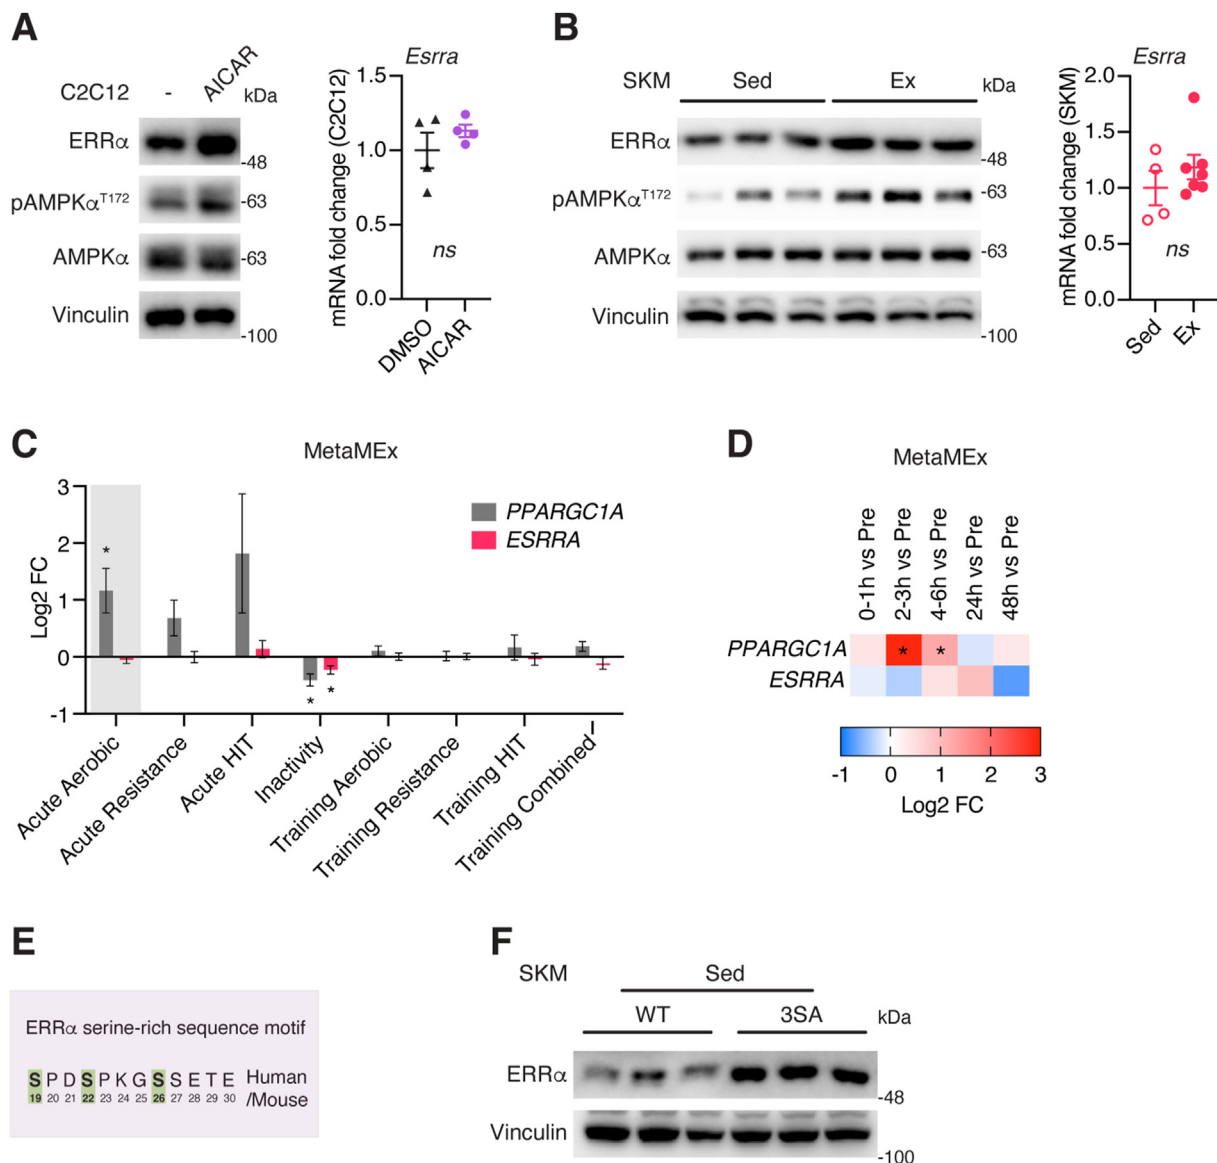 A
C2C12
-
AICAR
kDa
ERRα
-48
pAMPKα^T172
-63
AMPKα
-63
Vinculin
-100
Esrra
mRNA fold change (C2C12)
1.5
1.0
0.5
0.0
ns
DMSO
AICAR
B
SKM
Sed
Ex
kDa
ERRα
-48
pAMPKα^T172
-63
AMPKα
-63
Vinculin
-100
Esrra
mRNA fold change (SKM)
2.0
1.5
1.0
0.5
0.0
ns
Sed
Ex
C
MetaMEx
Log2 FC
3
2
1
0
-1
*
*
*
PPARGC1A
ESRRA
Acute Aerobic
Acute Resistance
Acute HIT
Inactivity
Training Aerobic
Training Resistance
Training HIT
Training Combined
D
MetaMEx
0-1h vs Pre
2-3h vs Pre
4-6h vs Pre
24h vs Pre
48h vs Pre
PPARGC1A
*
*
ESRRA
-1 0 1 2 3
Log2 FC
E
ERRα serine-rich sequence motif
S P D S P K G S S E T E Human
19 20 21 22 23 24 25 26 27 28 29 30 /Mouse
F
SKM
Sed
WT
3SA
kDa
ERRα
-48
Vinculin
-100